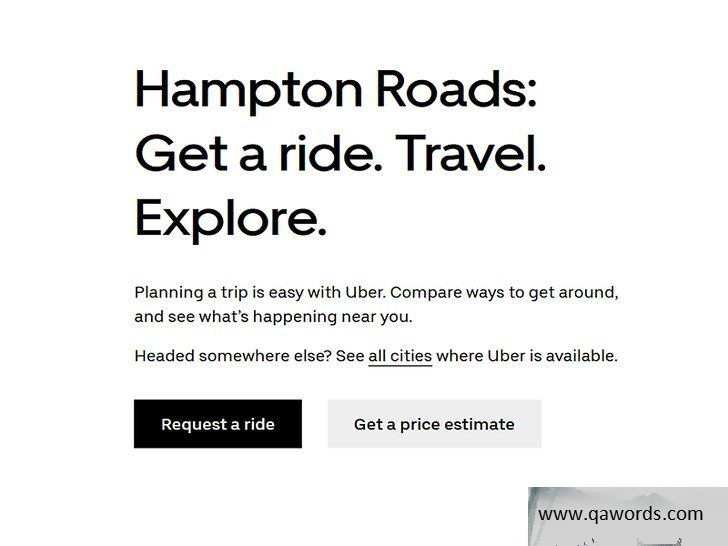 Hampton Roads:
Get a ride. Travel.
Explore.
Planning a trip is easy with Uber. Compare ways to get around,
and see what’s happening near you.
Headed somewhere else? See all cities where Uber is available.
Request a ride
Get a price estimate
www.qawords.com